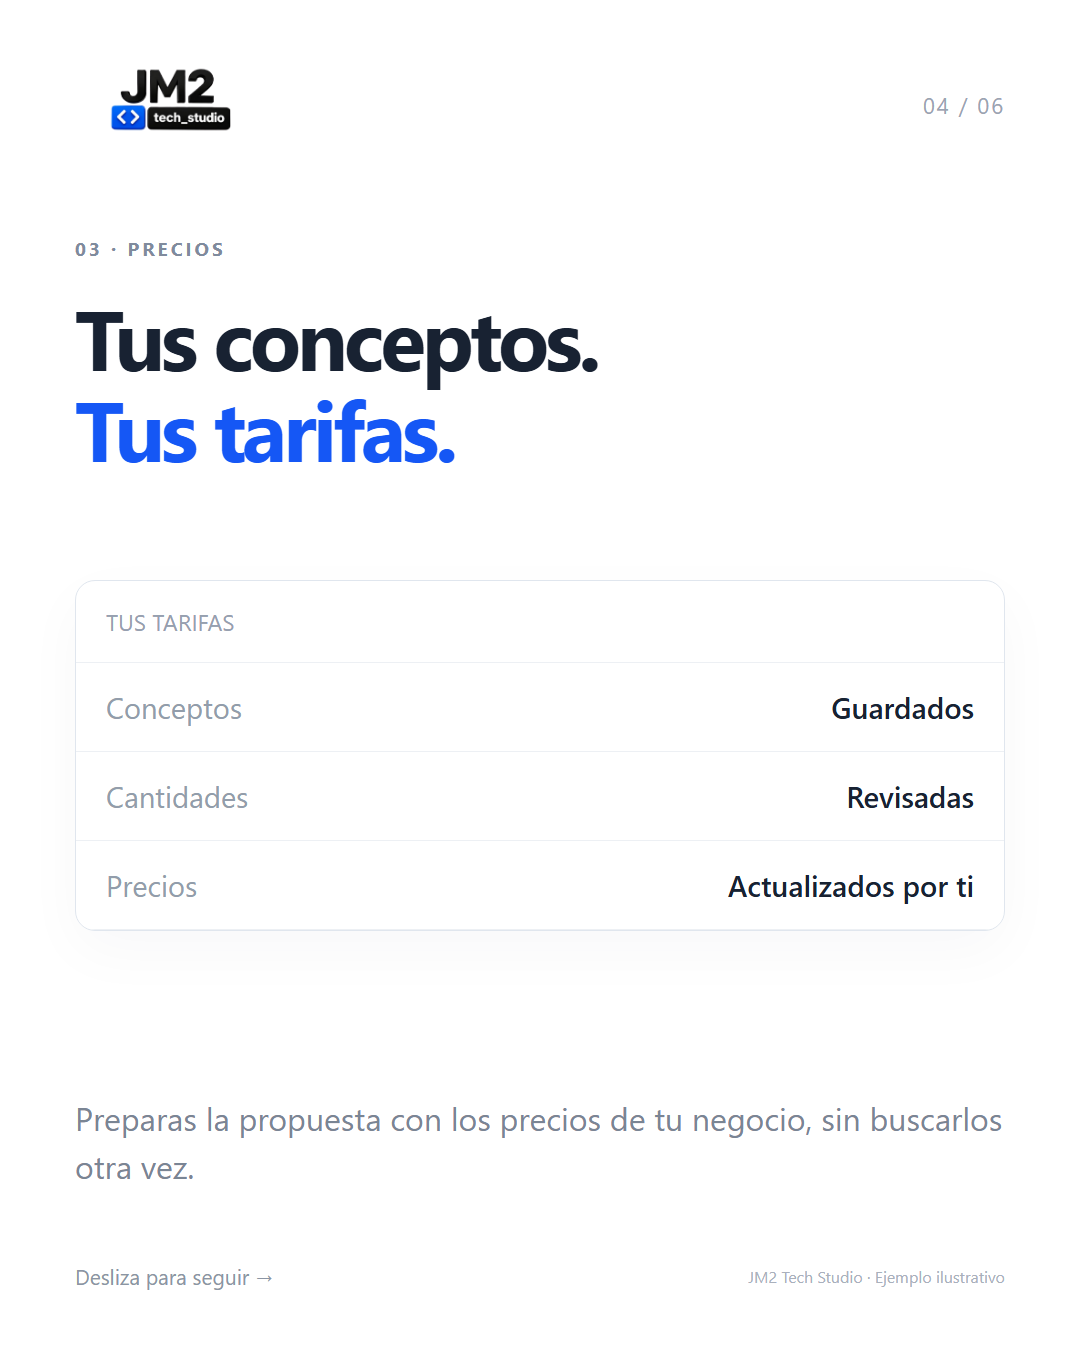 JM2
<> tech_studio
04 / 06
03 · PRECIOS
Tus conceptos.
Tus tarifas.
TUS TARIFAS
Conceptos Guardados
Cantidades Revisadas
Precios Actualizados por ti
Preparas la propuesta con los precios de tu negocio, sin buscarlos
otra vez.
Desliza para seguir →
JM2 Tech Studio · Ejemplo ilustrativo